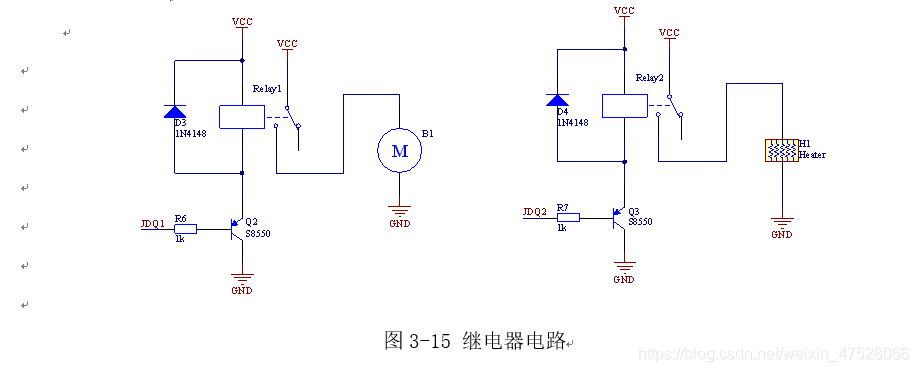 VCC
VCC
Relay1
D3
1N4148
B1
M
GND
JDQ1
R6
1k
Q2
S8550
GND
VCC
VCC
Relay2
D4
1N4148
H1
Heater
GND
JDQ2
R7
1k
Q3
S8550
GND
图 3-15 继电器电路
https://blog.csdn.net/weixin_47528066